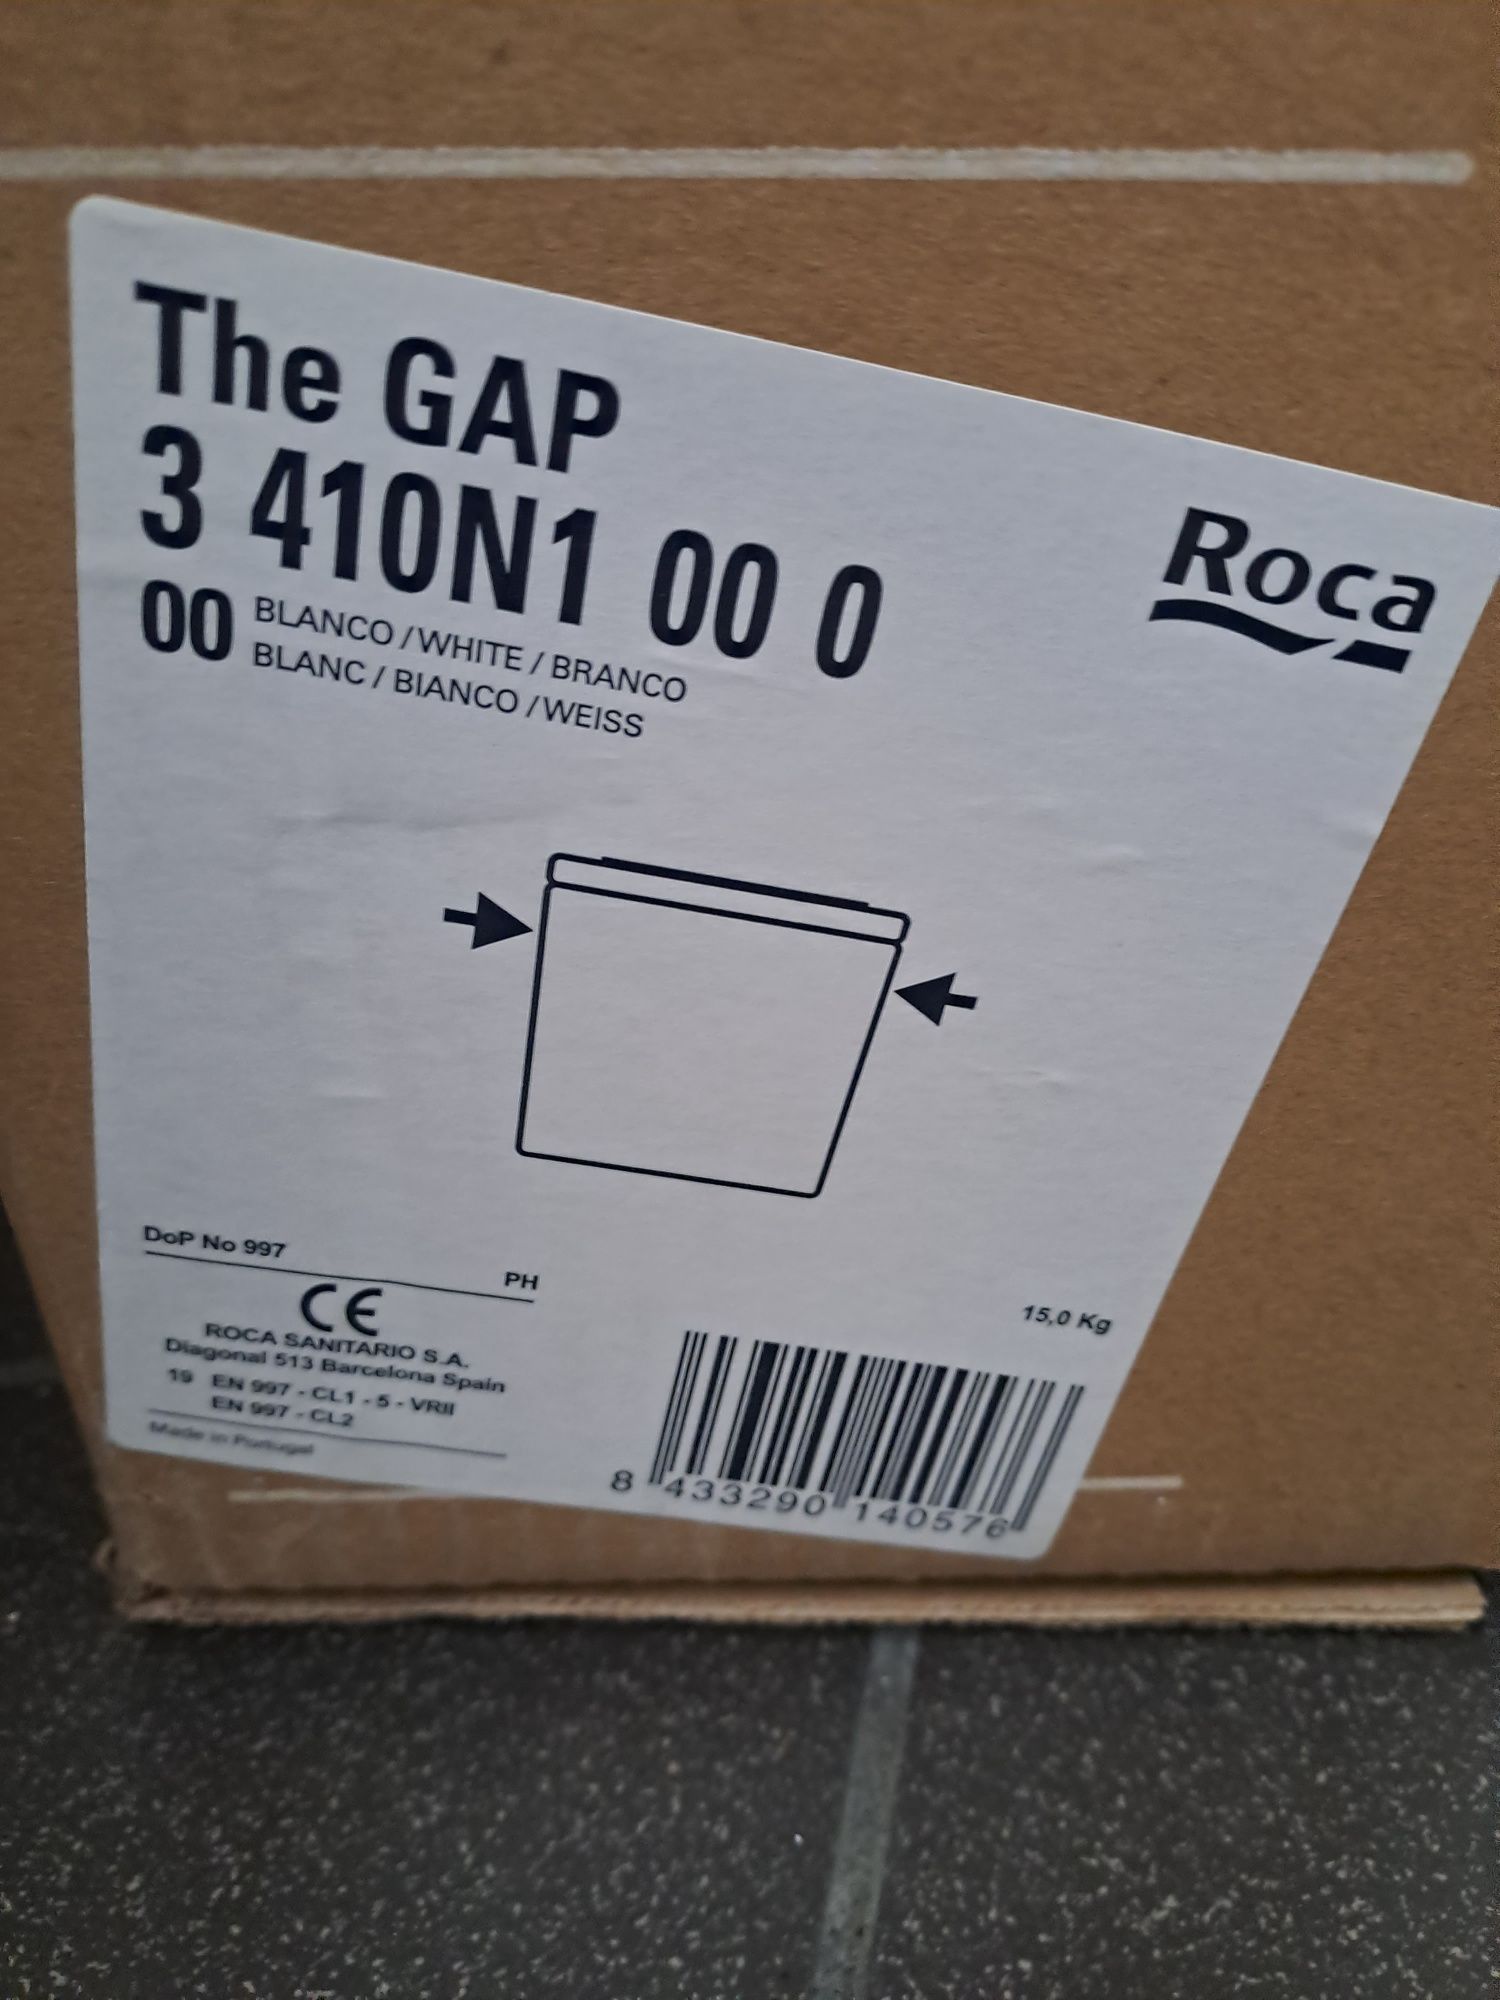 The GAP
3 410N1 00 0
Roca
00 BLANCO / WHITE / BRANCO
BLANC / BIANCO / WEISS
DoP No 997
PH
CE
ROCA SANITARIO S.A.
Diagonal 513 Barcelona Spain
19 EN 997 - CL1 - 5 - VRII
EN 997 - CL2
Made in Portugal
15,0 Kg
8 433290 140576